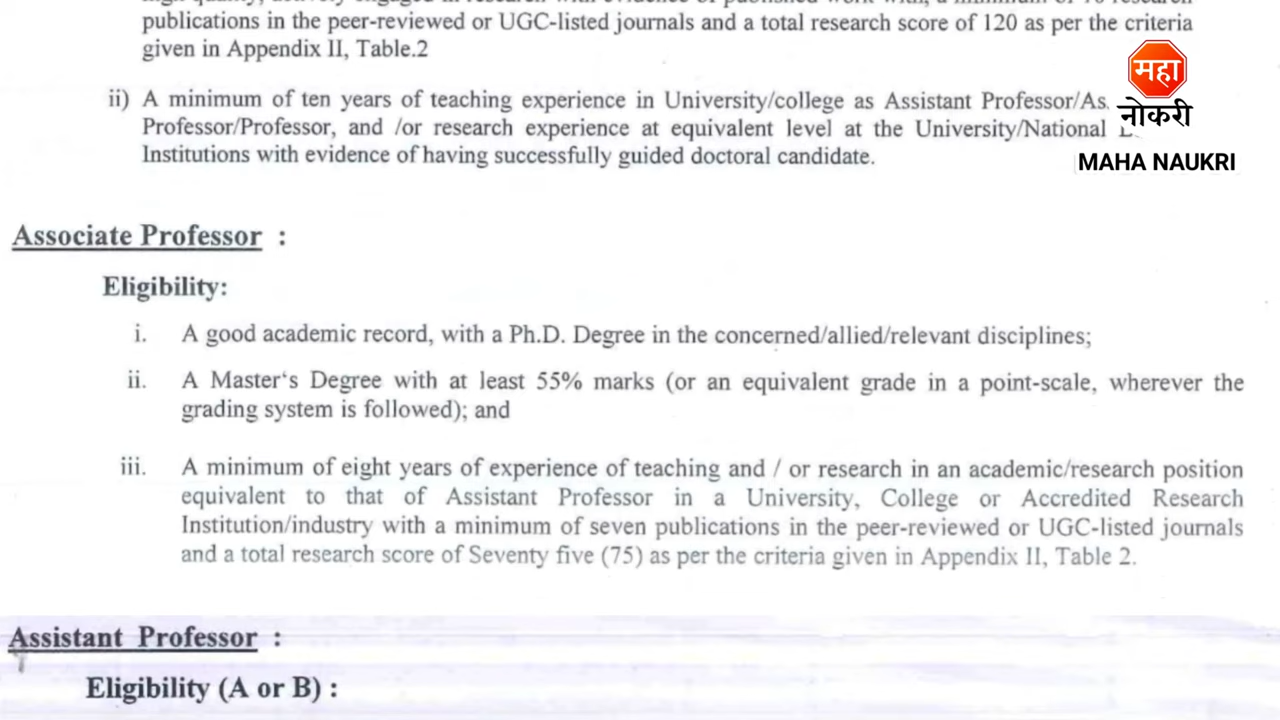 publications in the peer-reviewed or UGC-listed journals and a total research score of 120 as per the criteria
given in Appendix II, Table.2
महा
नोकरी
MAHA NAUKRI
ii) A minimum of ten years of teaching experience in University/college as Assistant Professor/As.
Professor/Professor, and /or research experience at equivalent level at the University/National
Institutions with evidence of having successfully guided doctoral candidate.
Associate Professor :
Eligibility:
i. A good academic record, with a Ph.D. Degree in the concerned/allied/relevant disciplines;
ii. A Master‘s Degree with at least 55% marks (or an equivalent grade in a point-scale, wherever the
grading system is followed); and
iii. A minimum of eight years of experience of teaching and / or research in an academic/research position
equivalent to that of Assistant Professor in a University, College or Accredited Research
Institution/industry with a minimum of seven publications in the peer-reviewed or UGC-listed journals
and a total research score of Seventy five (75) as per the criteria given in Appendix II, Table 2.
Assistant Professor :
Eligibility (A or B) :